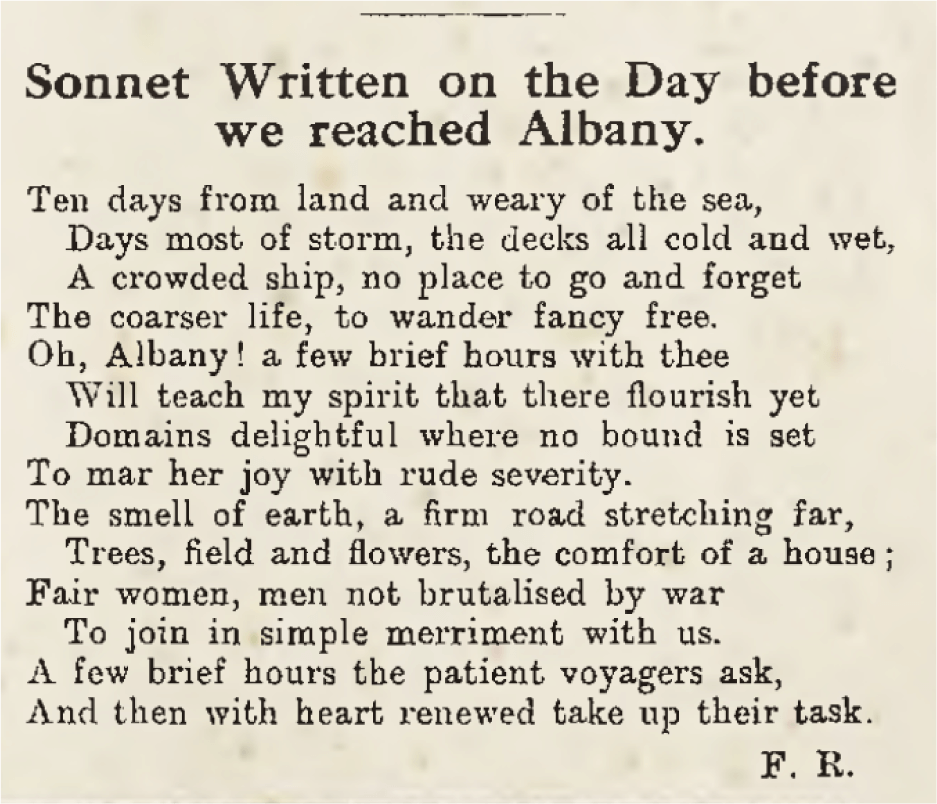 Sonnet Written on the Day before
we reached Albany.
Ten days from land and weary of the sea,
Days most of storm, the decks all cold and wet,
A crowded ship, no place to go and forget
The coarser life, to wander fancy free.
Oh, Albany! a few brief hours with thee
Will teach my spirit that there flourish yet
Domains delightful where no bound is set
To mar her joy with rude severity.
The smell of earth, a firm road stretching far,
Trees, field and flowers, the comfort of a house;
Fair women, men not brutalised by war
To join in simple merriment with us.
A few brief hours the patient voyagers ask,
And then with heart renewed take up their task.
F. R.